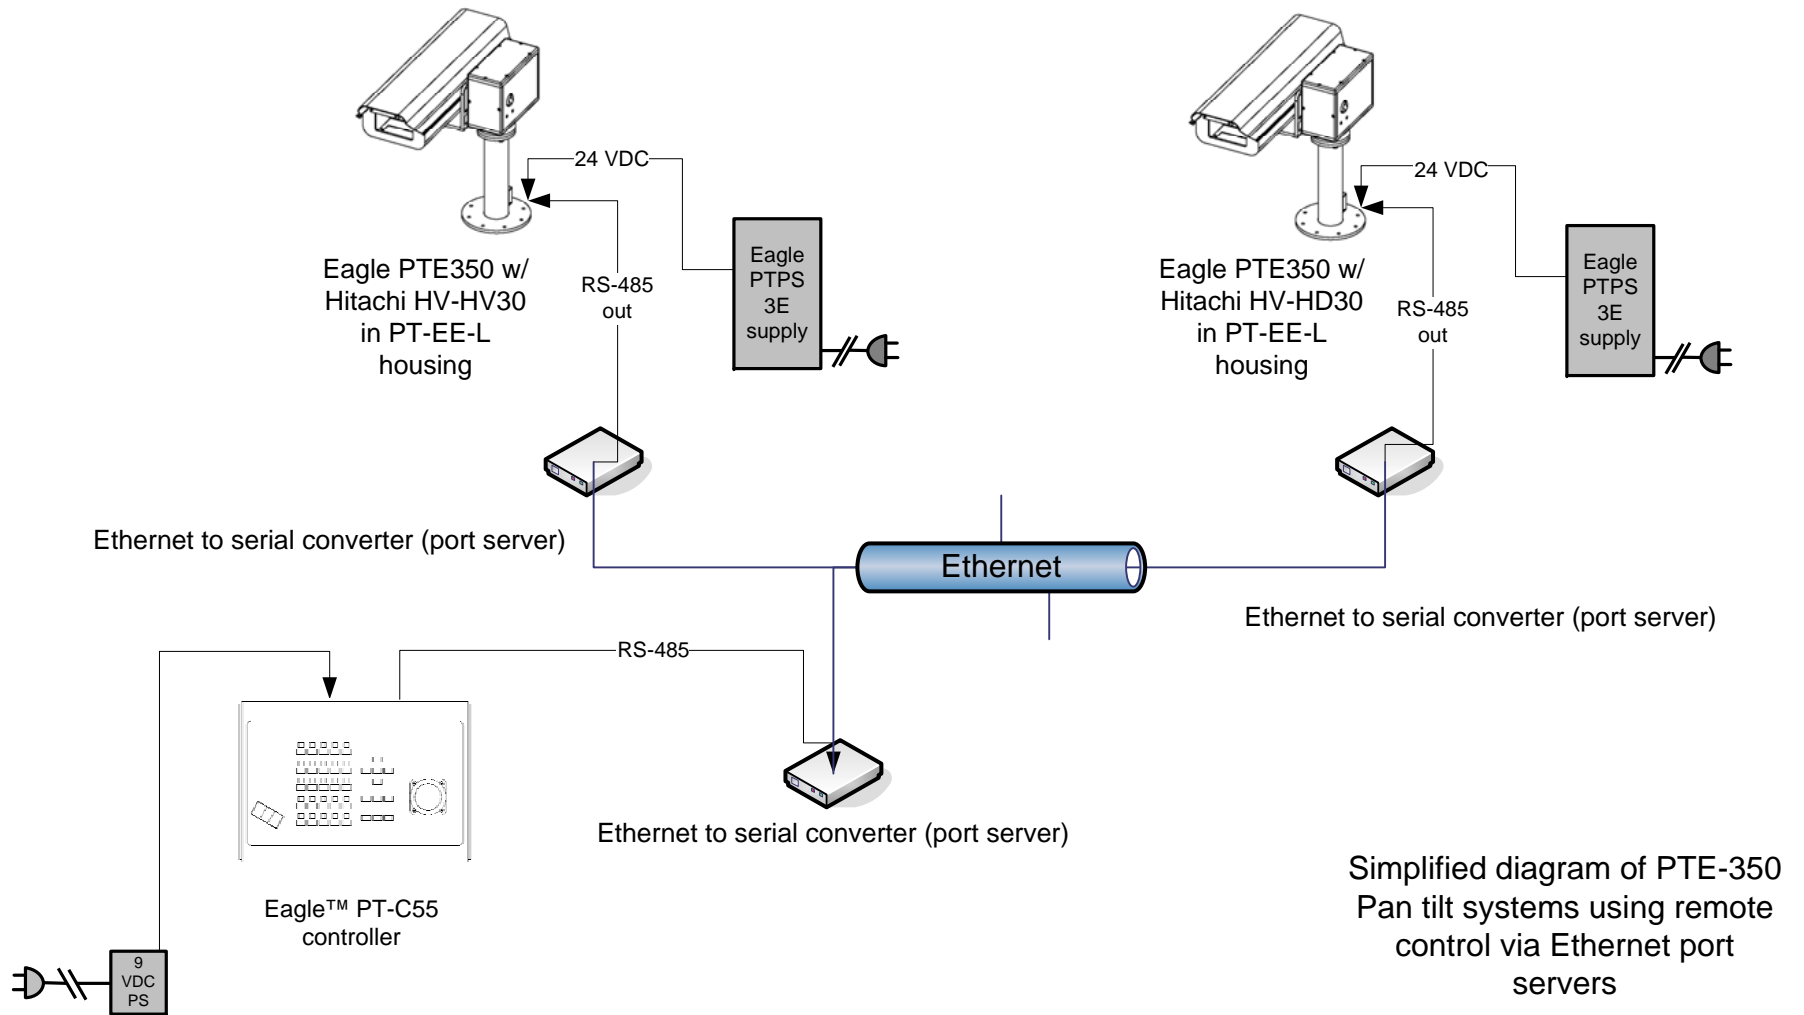 24 VDC
24 VDC
Eagle
PTPS
3E
supply
Eagle
PTPS
3E
supply
Eagle PTE350 w/
Hitachi HV-HV30
in PT-EE-L
housing
RS-485
out
Eagle PTE350 w/
Hitachi HV-HD30
in PT-EE-L
housing
RS-485
out
Ethernet to serial converter (port server)
Ethernet
Ethernet to serial converter (port server)
RS-485
Ethernet to serial converter (port server)
Eagle™ PT-C55
controller
9
VDC
PS
Simplified diagram of PTE-350
Pan tilt systems using remote
control via Ethernet port
servers